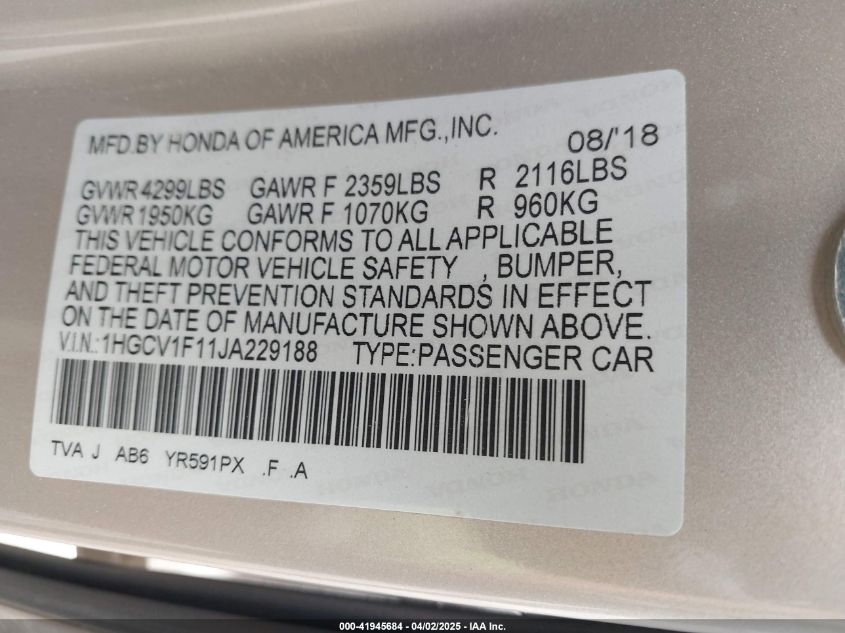 MFD.BY HONDA OF AMERICA MFG.,INC. 08/'18
GVWR 4299LBS GAWR F 2359LBS R 2116LBS
GVWR 1950KG GAWR F 1070KG R 960KG
THIS VEHICLE CONFORMS TO ALL APPLICABLE
FEDERAL MOTOR VEHICLE SAFETY , BUMPER,
AND THEFT PREVENTION STANDARDS IN EFFECT
ON THE DATE OF MANUFACTURE SHOWN ABOVE.
V.I.N.:1HGCV1F11JA229188 TYPE:PASSENGER CAR
TVA J AB6 YR591PX .F .A
HONDA HONDA HONDA
000-41945684 04/02/2025 - IAA Inc.